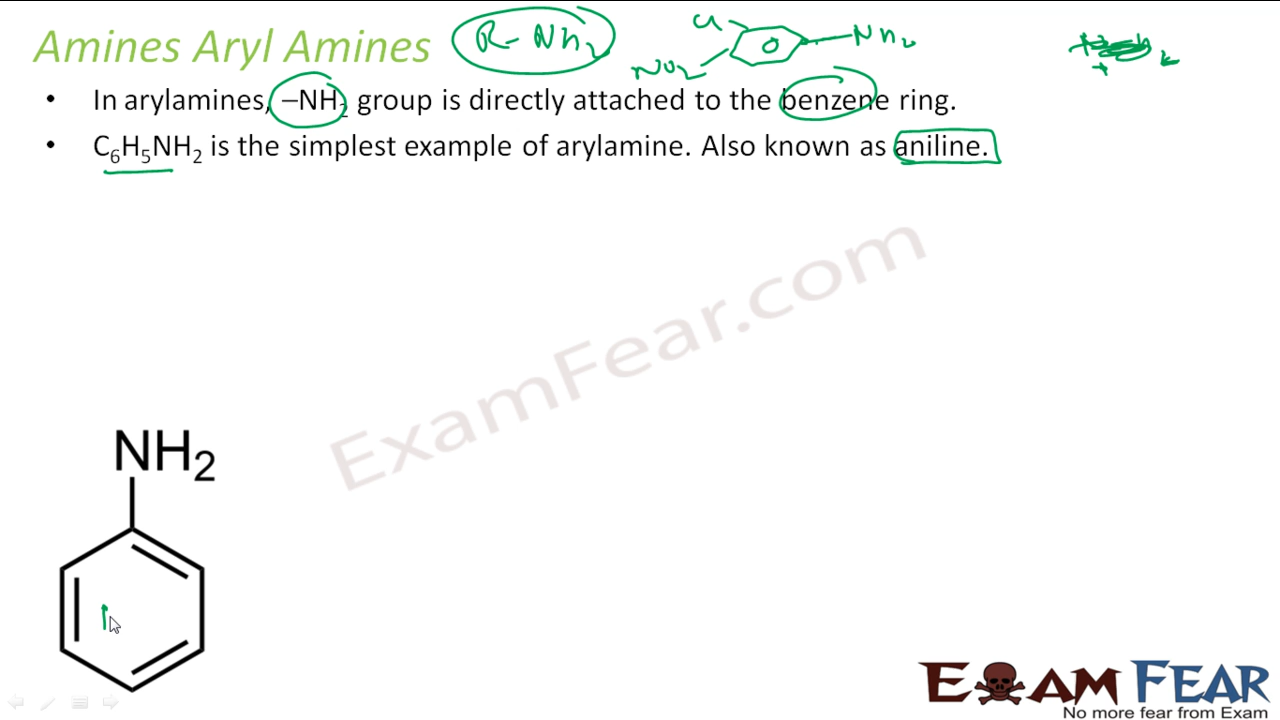 Amines Aryl Amines
R- Nh2
Cl
Nh2
NO2
• In arylamines, –NH2 group is directly attached to the benzene ring.
• C6H5NH2 is the simplest example of arylamine. Also known as aniline.
ExamFear.com
NH2
EXAM FEAR
No more fear from Exam